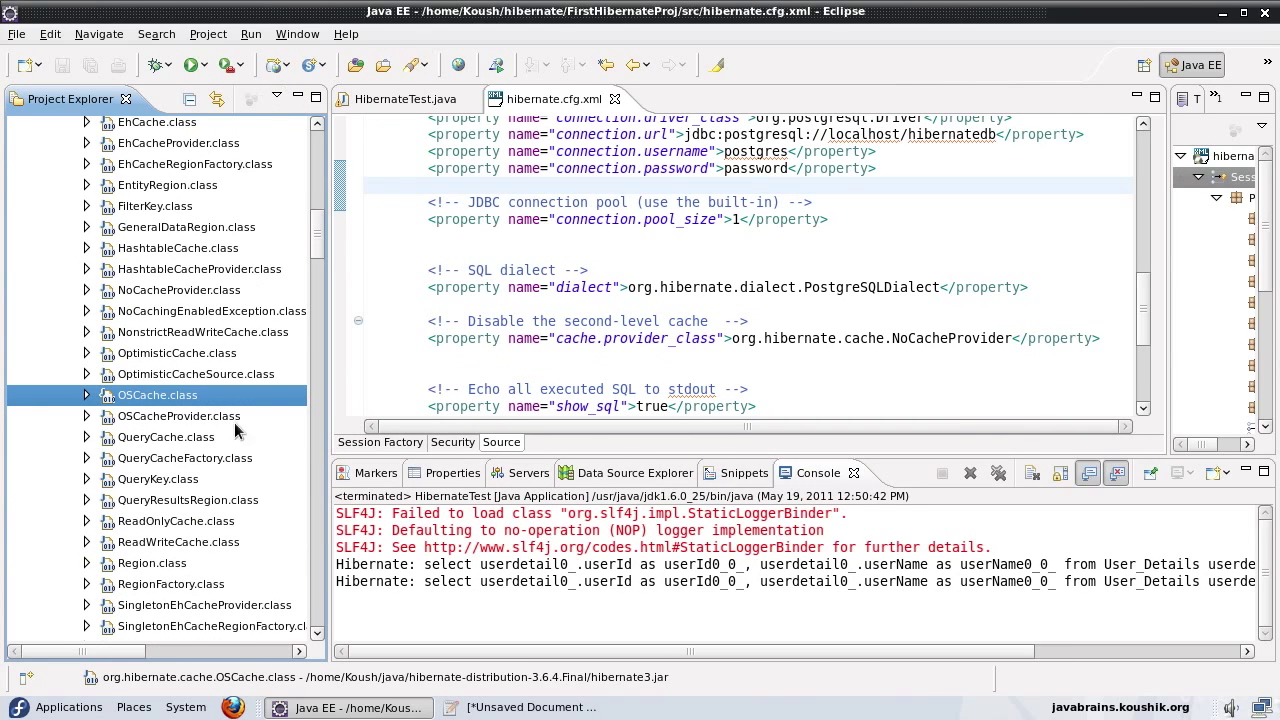 Java EE - /home/Koush/hibernate/FirstHibernateProj/src/hibernate.cfg.xml - Eclipse
File Edit Navigate Search Project Run Window Help
Java EE
Project Explorer
EhCache.class
EhCacheProvider.class
EhCacheRegionFactory.class
EntityRegion.class
FilterKey.class
GeneralDataRegion.class
HashtableCache.class
HashtableCacheProvider.class
NoCacheProvider.class
NoCachingEnabledException.class
NonstrictReadWriteCache.class
OptimisticCache.class
OptimisticCacheSource.class
OSCache.class
OSCacheProvider.class
QueryCache.class
QueryCacheFactory.class
QueryKey.class
QueryResultsRegion.class
ReadOnlyCache.class
ReadWriteCache.class
Region.class
RegionFactory.class
SingletonEhCacheProvider.class
SingletonEhCacheRegionFactory.cl
HibernateTest.java hibernate.cfg.xml
<property name="connection.driver_class">org.postgresql.Driver</property>
<property name="connection.url">jdbc:postgresql://localhost/hibernatedb</property>
<property name="connection.username">postgres</property>
<property name="connection.password">password</property>
<!-- JDBC connection pool (use the built-in) -->
<property name="connection.pool_size">1</property>
<!-- SQL dialect -->
<property name="dialect">org.hibernate.dialect.PostgreSQLDialect</property>
<!-- Disable the second-level cache  -->
<property name="cache.provider_class">org.hibernate.cache.NoCacheProvider</property>
<!-- Echo all executed SQL to stdout -->
<property name="show_sql">true</property>
Session Factory Security Source
T
hiberna
Sess
P
Markers Properties Servers Data Source Explorer Snippets Console
<terminated> HibernateTest [Java Application] /usr/java/jdk1.6.0_25/bin/java (May 19, 2011 12:50:42 PM)
SLF4J: Failed to load class "org.slf4j.impl.StaticLoggerBinder".
SLF4J: Defaulting to no-operation (NOP) logger implementation
SLF4J: See http://www.slf4j.org/codes.html#StaticLoggerBinder for further details.
Hibernate: select userdetail0_.userId as userId0_0_, userdetail0_.userName as userName0_0_ from User_Details userde
Hibernate: select userdetail0_.userId as userId0_0_, userdetail0_.userName as userName0_0_ from User_Details userde
org.hibernate.cache.OSCache.class - /home/Koush/java/hibernate-distribution-3.6.4.Final/hibernate3.jar
Applications Places System Java EE - /home/Kous... [*Unsaved Document ... javabrains.koushik.org